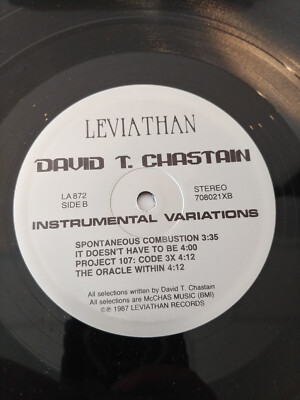 LEVIATHAN
DAVID T. CHASTAIN
LA 872
SIDE B
STEREO
708021XB
INSTRUMENTAL VARIATIONS
SPONTANEOUS COMBUSTION 3:35
IT DOESN'T HAVE TO BE 4:00
PROJECT 107: CODE 3X 4:12
THE ORACLE WITHIN 4:12
All selections written by David T. Chastain
All selections are McCHAS MUSIC (BMI)
©℗ 1987 LEVIATHAN RECORDS